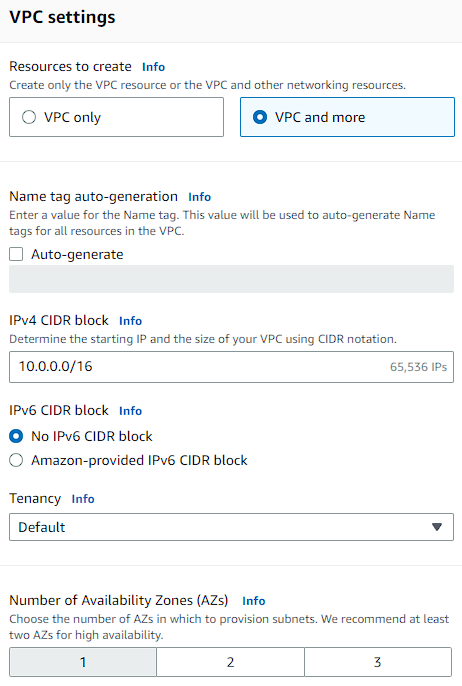 VPC settings
Resources to create Info
Create only the VPC resource or the VPC and other networking resources.
VPC only
VPC and more
Name tag auto-generation Info
Enter a value for the Name tag. This value will be used to auto-generate Name
tags for all resources in the VPC.
Auto-generate
IPv4 CIDR block Info
Determine the starting IP and the size of your VPC using CIDR notation.
10.0.0.0/16 65,536 IPs
IPv6 CIDR block Info
No IPv6 CIDR block
Amazon-provided IPv6 CIDR block
Tenancy Info
Default
Number of Availability Zones (AZs) Info
Choose the number of AZs in which to provision subnets. We recommend at least
two AZs for high availability.
1 2 3